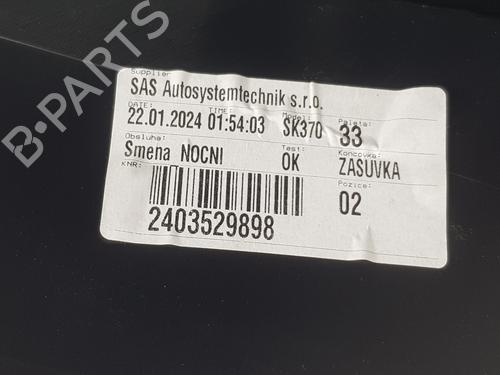 Supplier
SAS Autosystemtechnik s.r.o.
DATE: TIME: Model: Paleta:
22.01.2024 01:54:03 SK370 33
Obsluha: Test: Koncovka:
Smena NOCNI OK ZASUVKA
KNR: Pozice:
02
2403529898
B-PARTS